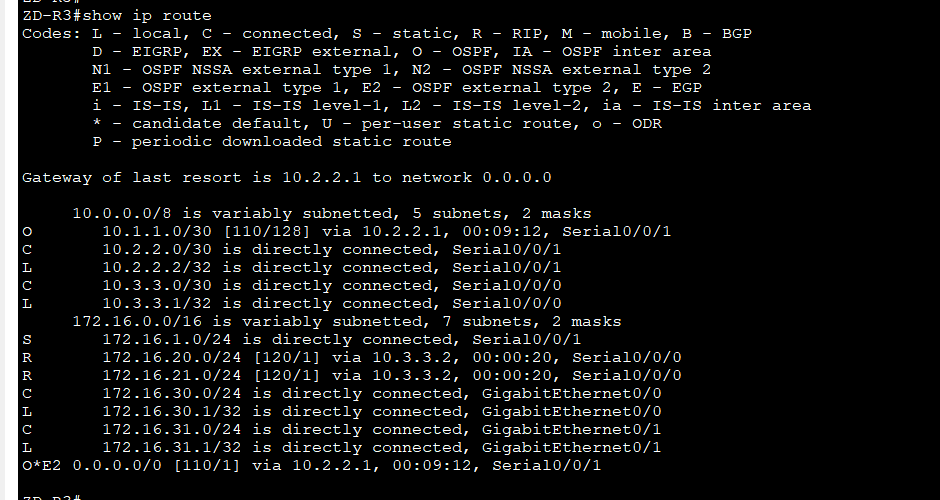 ZD-R3#show ip route
Codes: L - local, C - connected, S - static, R - RIP, M - mobile, B - BGP
       D - EIGRP, EX - EIGRP external, O - OSPF, IA - OSPF inter area
       N1 - OSPF NSSA external type 1, N2 - OSPF NSSA external type 2
       E1 - OSPF external type 1, E2 - OSPF external type 2, E - EGP
       i - IS-IS, L1 - IS-IS level-1, L2 - IS-IS level-2, ia - IS-IS inter area
       * - candidate default, U - per-user static route, o - ODR
       P - periodic downloaded static route
Gateway of last resort is 10.2.2.1 to network 0.0.0.0
     10.0.0.0/8 is variably subnetted, 5 subnets, 2 masks
O       10.1.1.0/30 [110/128] via 10.2.2.1, 00:09:12, Serial0/0/1
C       10.2.2.0/30 is directly connected, Serial0/0/1
L       10.2.2.2/32 is directly connected, Serial0/0/1
C       10.3.3.0/30 is directly connected, Serial0/0/0
L       10.3.3.1/32 is directly connected, Serial0/0/0
     172.16.0.0/16 is variably subnetted, 7 subnets, 2 masks
S       172.16.1.0/24 is directly connected, Serial0/0/1
R       172.16.20.0/24 [120/1] via 10.3.3.2, 00:00:20, Serial0/0/0
R       172.16.21.0/24 [120/1] via 10.3.3.2, 00:00:20, Serial0/0/0
C       172.16.30.0/24 is directly connected, GigabitEthernet0/0
L       172.16.30.1/32 is directly connected, GigabitEthernet0/0
C       172.16.31.0/24 is directly connected, GigabitEthernet0/1
L       172.16.31.1/32 is directly connected, GigabitEthernet0/1
O*E2 0.0.0.0/0 [110/1] via 10.2.2.1, 00:09:12, Serial0/0/1